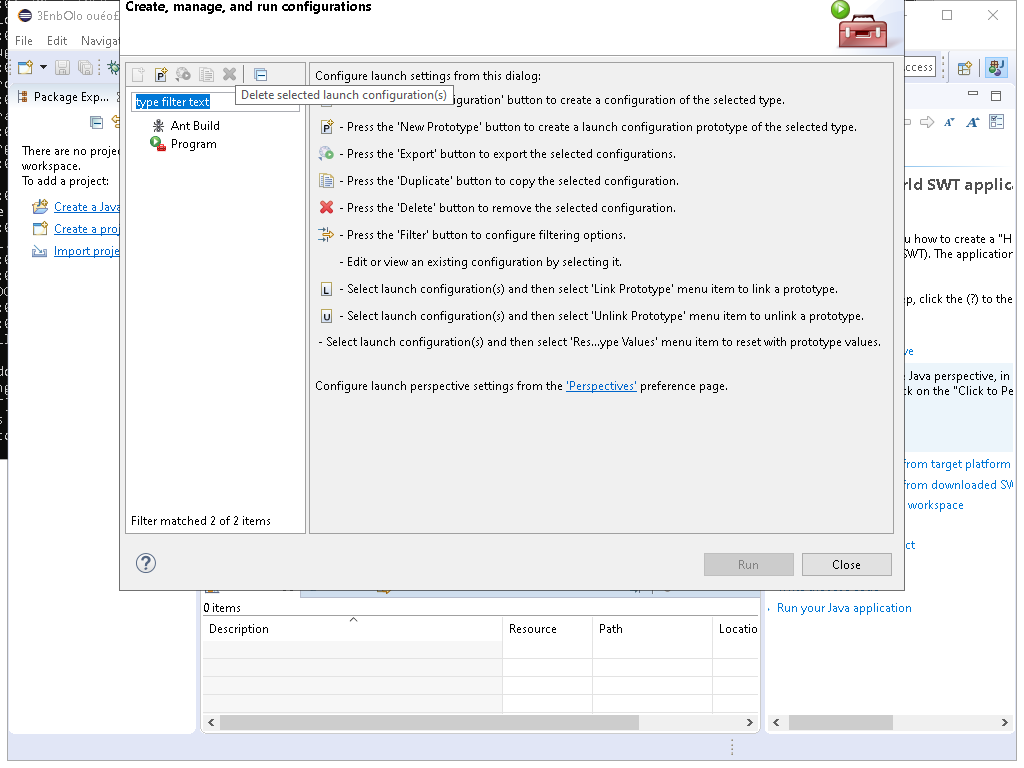 Create, manage, and run configurations
3EnbOlo ouéo£
File Edit Navigat
Package Exp...
There are no projec
workspace.
To add a project:
Create a Java
Create a proj
Import proje
type filter text
Delete selected launch configuration(s)
Ant Build
Program
Filter matched 2 of 2 items
Configure launch settings from this dialog:
guration' button to create a configuration of the selected type.
- Press the 'New Prototype' button to create a launch configuration prototype of the selected type.
- Press the 'Export' button to export the selected configurations.
- Press the 'Duplicate' button to copy the selected configuration.
- Press the 'Delete' button to remove the selected configuration.
- Press the 'Filter' button to configure filtering options.
- Edit or view an existing configuration by selecting it.
L - Select launch configuration(s) and then select 'Link Prototype' menu item to link a prototype.
U - Select launch configuration(s) and then select 'Unlink Prototype' menu item to unlink a prototype.
- Select launch configuration(s) and then select 'Res...ype Values' menu item to reset with prototype values.
Configure launch perspective settings from the 'Perspectives' preference page.
Run
Close
ccess
rld SWT applic
u how to create a "H
SWT). The application
p, click the (?) to the
ve
Java perspective, in
ck on the "Click to Pe
from target platform
from downloaded SW
workspace
ct
Run your Java application
0 items
Description Resource Path Locatio